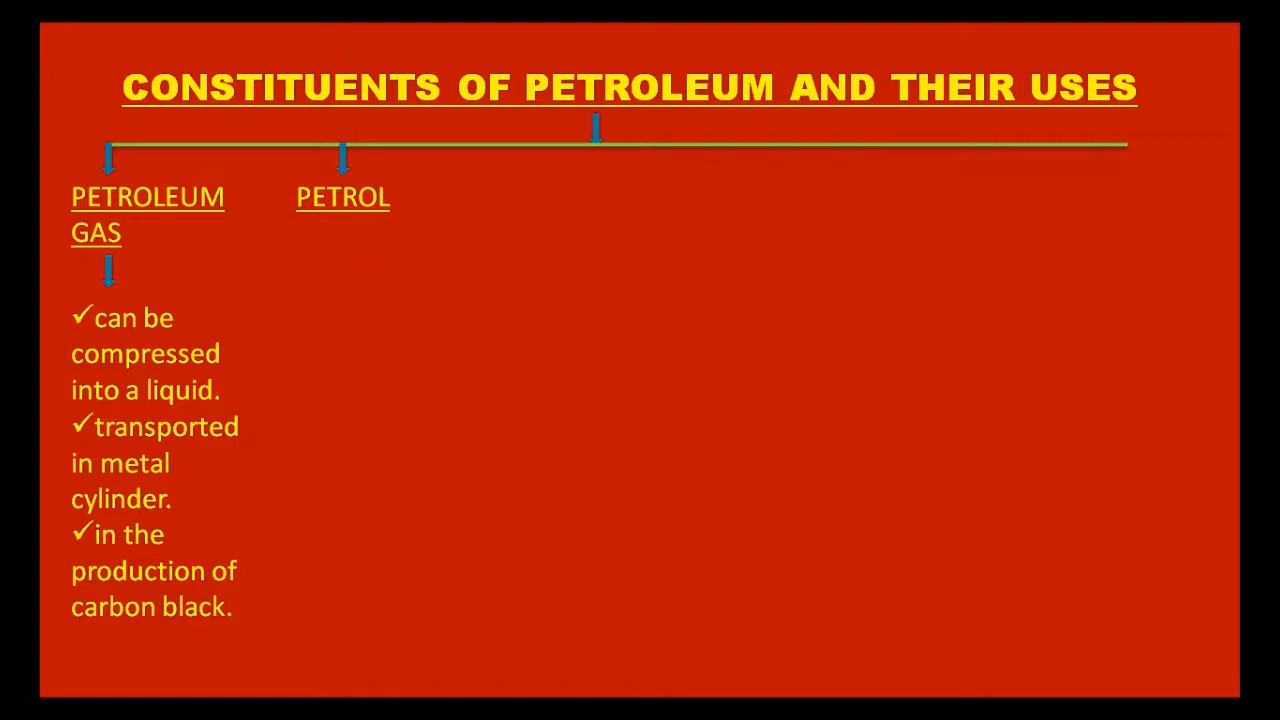 CONSTITUENTS OF PETROLEUM AND THEIR USES
PETROLEUM
GAS
PETROL
✓can be
compressed
into a liquid.
✓transported
in metal
cylinder.
✓in the
production of
carbon black.